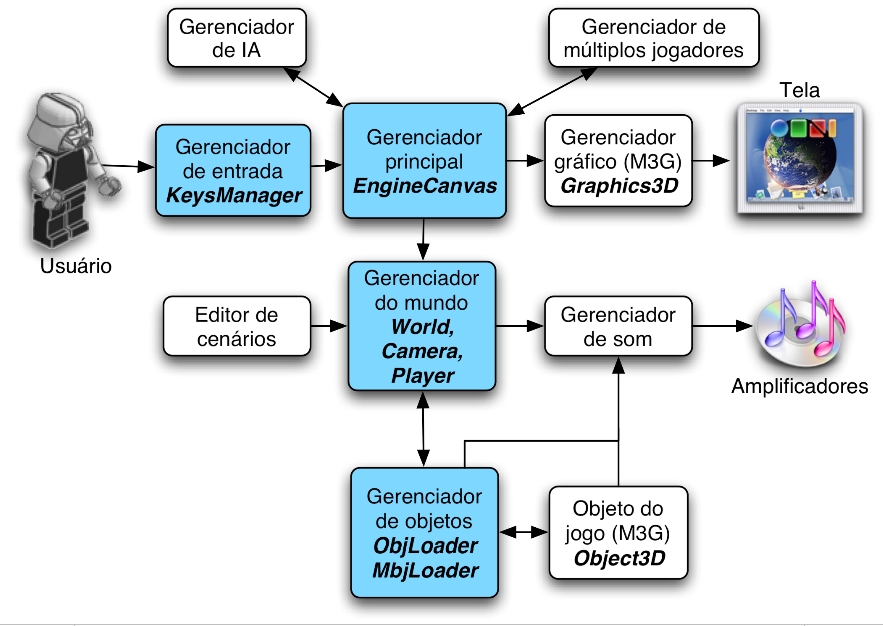 Gerenciador
de IA
Gerenciador de
múltiplos jogadores
Tela
Gerenciador
de entrada
KeysManager
Gerenciador
principal
EngineCanvas
Gerenciador
gráfico (M3G)
Graphics3D
Usuário
Editor de
cenários
Gerenciador
do mundo
World,
Camera,
Player
Gerenciador
de som
Amplificadores
Gerenciador
de objetos
ObjLoader
MbjLoader
Objeto do
jogo (M3G)
Object3D